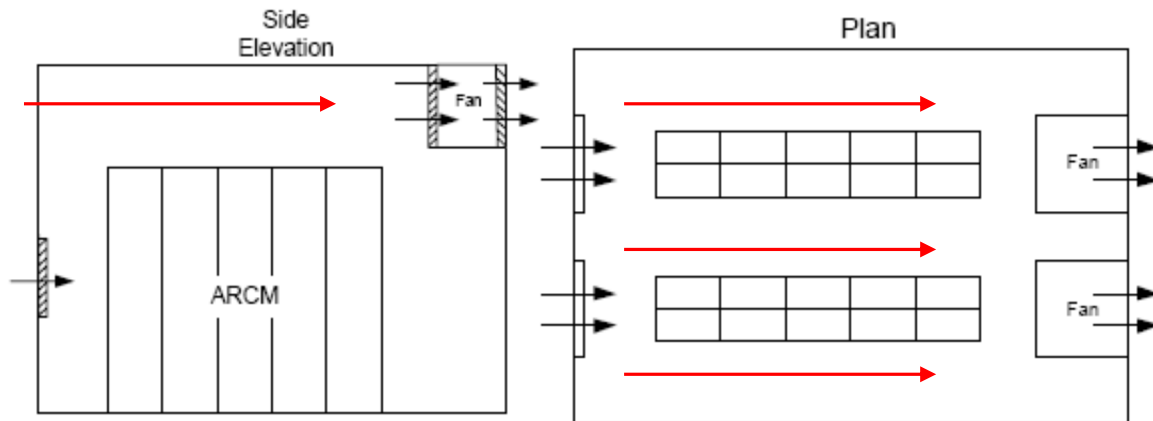 Side
Elevation
Fan
ARCM
Plan
Fan
Fan